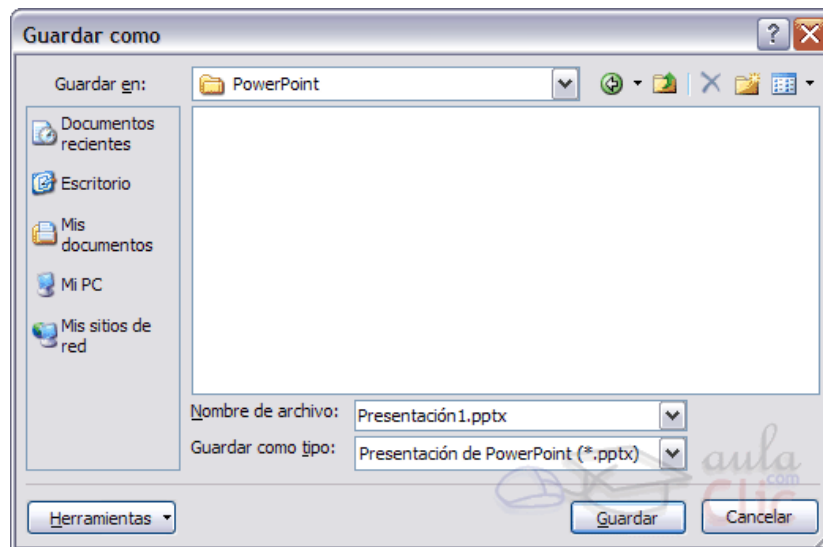 Guardar como
Guardar en:
PowerPoint
Documentos
recientes
Escritorio
Mis
documentos
Mi PC
Mis sitios de
red
Nombre de archivo:
Presentación1.pptx
Guardar como tipo:
Presentación de PowerPoint (*.pptx)
Herramientas
Guardar
Cancelar
aula
Clic
.com